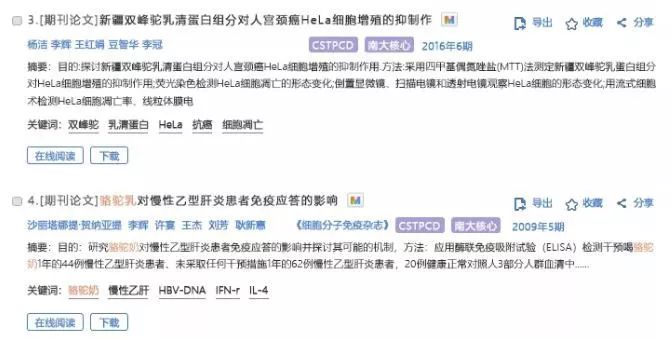 3.[期刊论文]新疆双峰驼乳清蛋白组分对人宫颈癌HeLa细胞增殖的抑制作 M 导出 收藏 分享
杨洁 李辉 王红娟 豆智华 李冠 CSTPCD 南大核心 2016年6期
摘要：目的:探讨新疆双峰驼乳清蛋白组分对人宫颈癌HeLa细胞增殖的抑制作用.方法:采用四甲基偶氮唑盐(MTT)法测定新疆双峰驼乳清蛋白组分
对HeLa细胞增殖的抑制作用;荧光染色检测HeLa细胞凋亡的形态变化;倒置显微镜、扫描电镜和透射电镜观察HeLa细胞的形态变化;用流式细胞
术检测HeLa细胞凋亡率、线粒体膜电
关键词： 双峰驼 乳清蛋白 HeLa 抗癌 细胞凋亡
在线阅读 下载
4.[期刊论文]骆驼乳对慢性乙型肝炎患者免疫应答的影响 M 导出 收藏 分享
沙丽塔娜提·贺纳亚提 李辉 许晏 王杰 刘芳 耿新惠 《细胞分子免疫杂志》 CSTPCD 南大核心 2009年5期
摘要：目的：研究骆驼奶对慢性乙型肝炎患者免疫应答的影响并探讨其可能的机制，方法：应用酶联免疫吸附试验（ELISA）检测干预喝骆驼
奶1年的44例慢性乙型肝炎患者、未采取任何干预措施1年的62例慢性乙型肝炎患者，20例健康正常对照人3部分人群血清中......
关键词： 骆驼奶 慢性乙肝 HBV-DNA IFN-r IL-4
在线阅读 下载